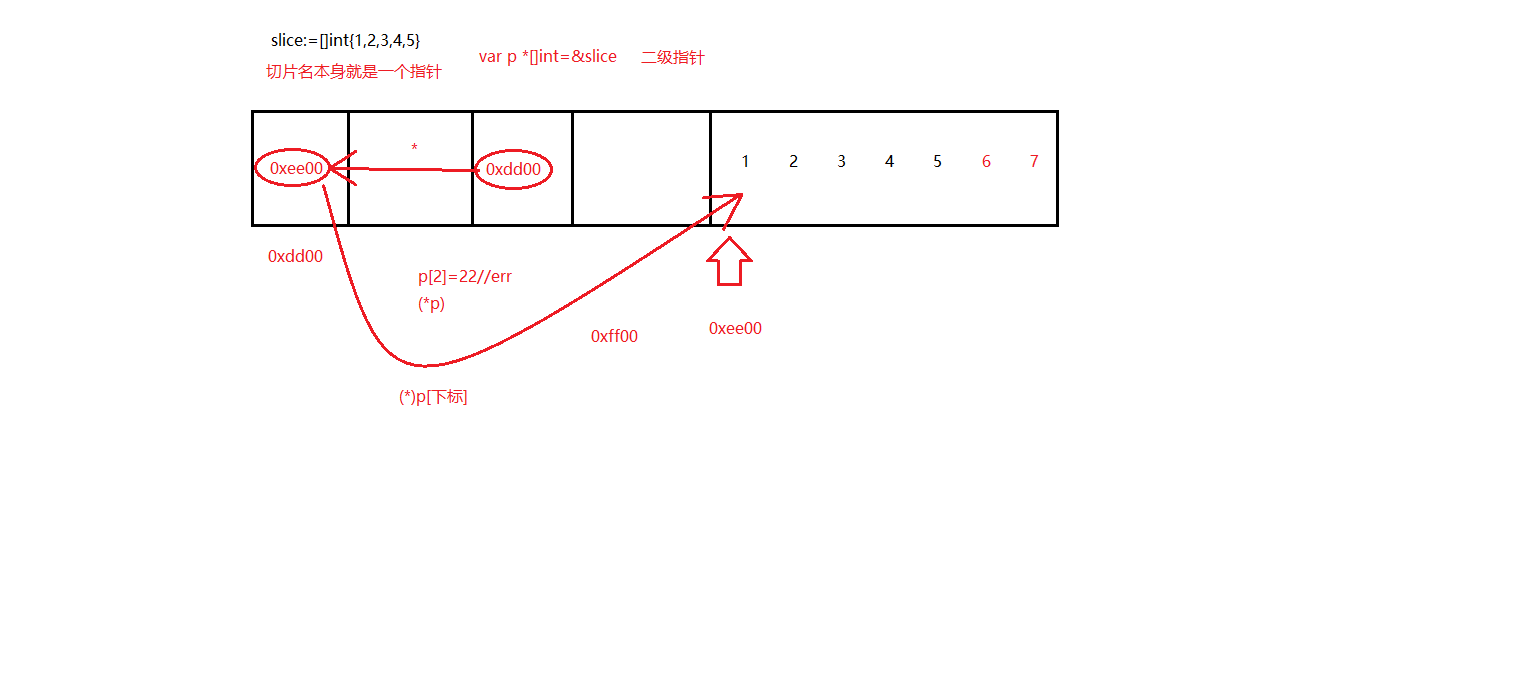 slice:=[]int{1,2,3,4,5}
var p *[]int=&slice 二级指针
切片名本身就是一个指针
*
0xee00 0xdd00 1 2 3 4 5 6 7
0xdd00
p[2]=22//err
(*p)
0xff00 0xee00
(*)p[下标]